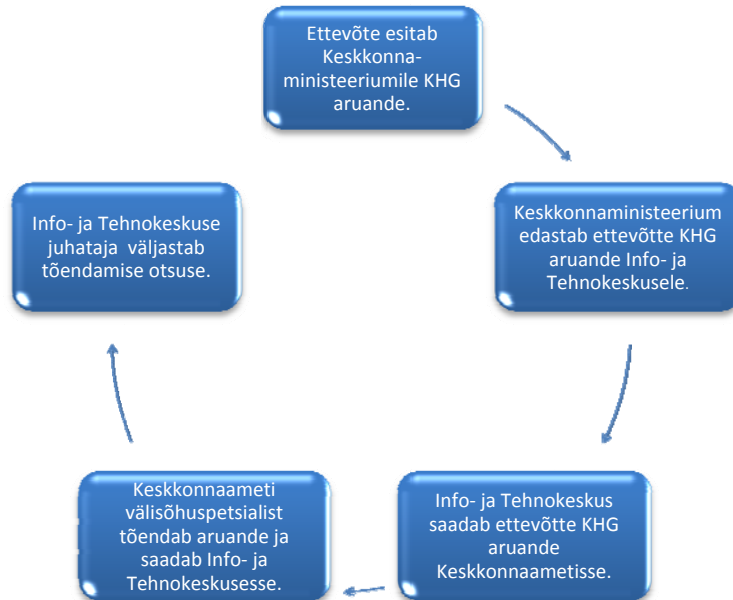 Ettevõte esitab
Keskkonna-
ministeeriumile KHG
aruande.
Keskkonnaministeerium
edastab ettevõtte KHG
aruande Info- ja
Tehnokeskusele.
Info- ja Tehnokeskus
saadab ettevõtte KHG
aruande
Keskkonnaametisse.
Keskkonnaameti
välisõhuspetsialist
tõendab aruande ja
saadab Info- ja
Tehnokeskusesse.
Info- ja Tehnokeskuse
juhataja väljastab
tõendamise otsuse.